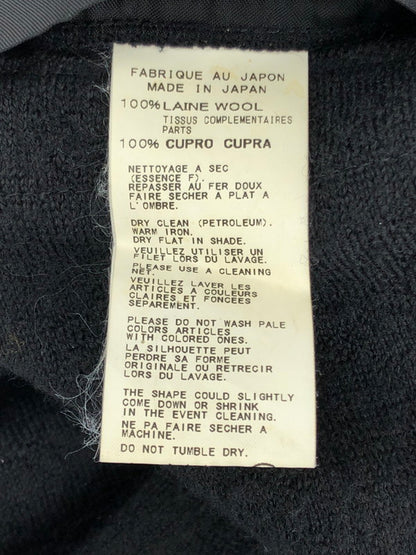 FABRIQUE AU JAPON
MADE IN JAPAN
100% LAINE WOOL
TISSUS COMPLEMENTAIRES
PARTS
100% CUPRO CUPRA
NETTOYAGE A SEC
(ESSENCE F).
REPASSER AU FER DOUX
FAIRE SECHER A PLAT A
L'OMBRE.
DRY CLEAN (PETROLEUM).
WARM IRON.
DRY FLAT IN SHADE.
VEUILLEZ UTILISER UN
FILET LORS DU LAVAGE.
PLEASE USE A CLEANING
NET.
VEUILLEZ LAVER LES
ARTICLES A COULEURS
CLAIRES ET FONCEES
SEPAREMENT.
PLEASE DO NOT WASH PALE
COLORS ARTICLES
WITH COLORED ONES.
LA SILHOUETTE PEUT
PERDRE SA FORME
ORIGINALE OU RETRECIR
LORS DU LAVAGE.
THE SHAPE COULD SLIGHTLY
COME DOWN OR SHRINK
IN THE EVENT CLEANING.
NE PA FAIRE SECHER A
MACHINE.
DO NOT TUMBLE DRY.